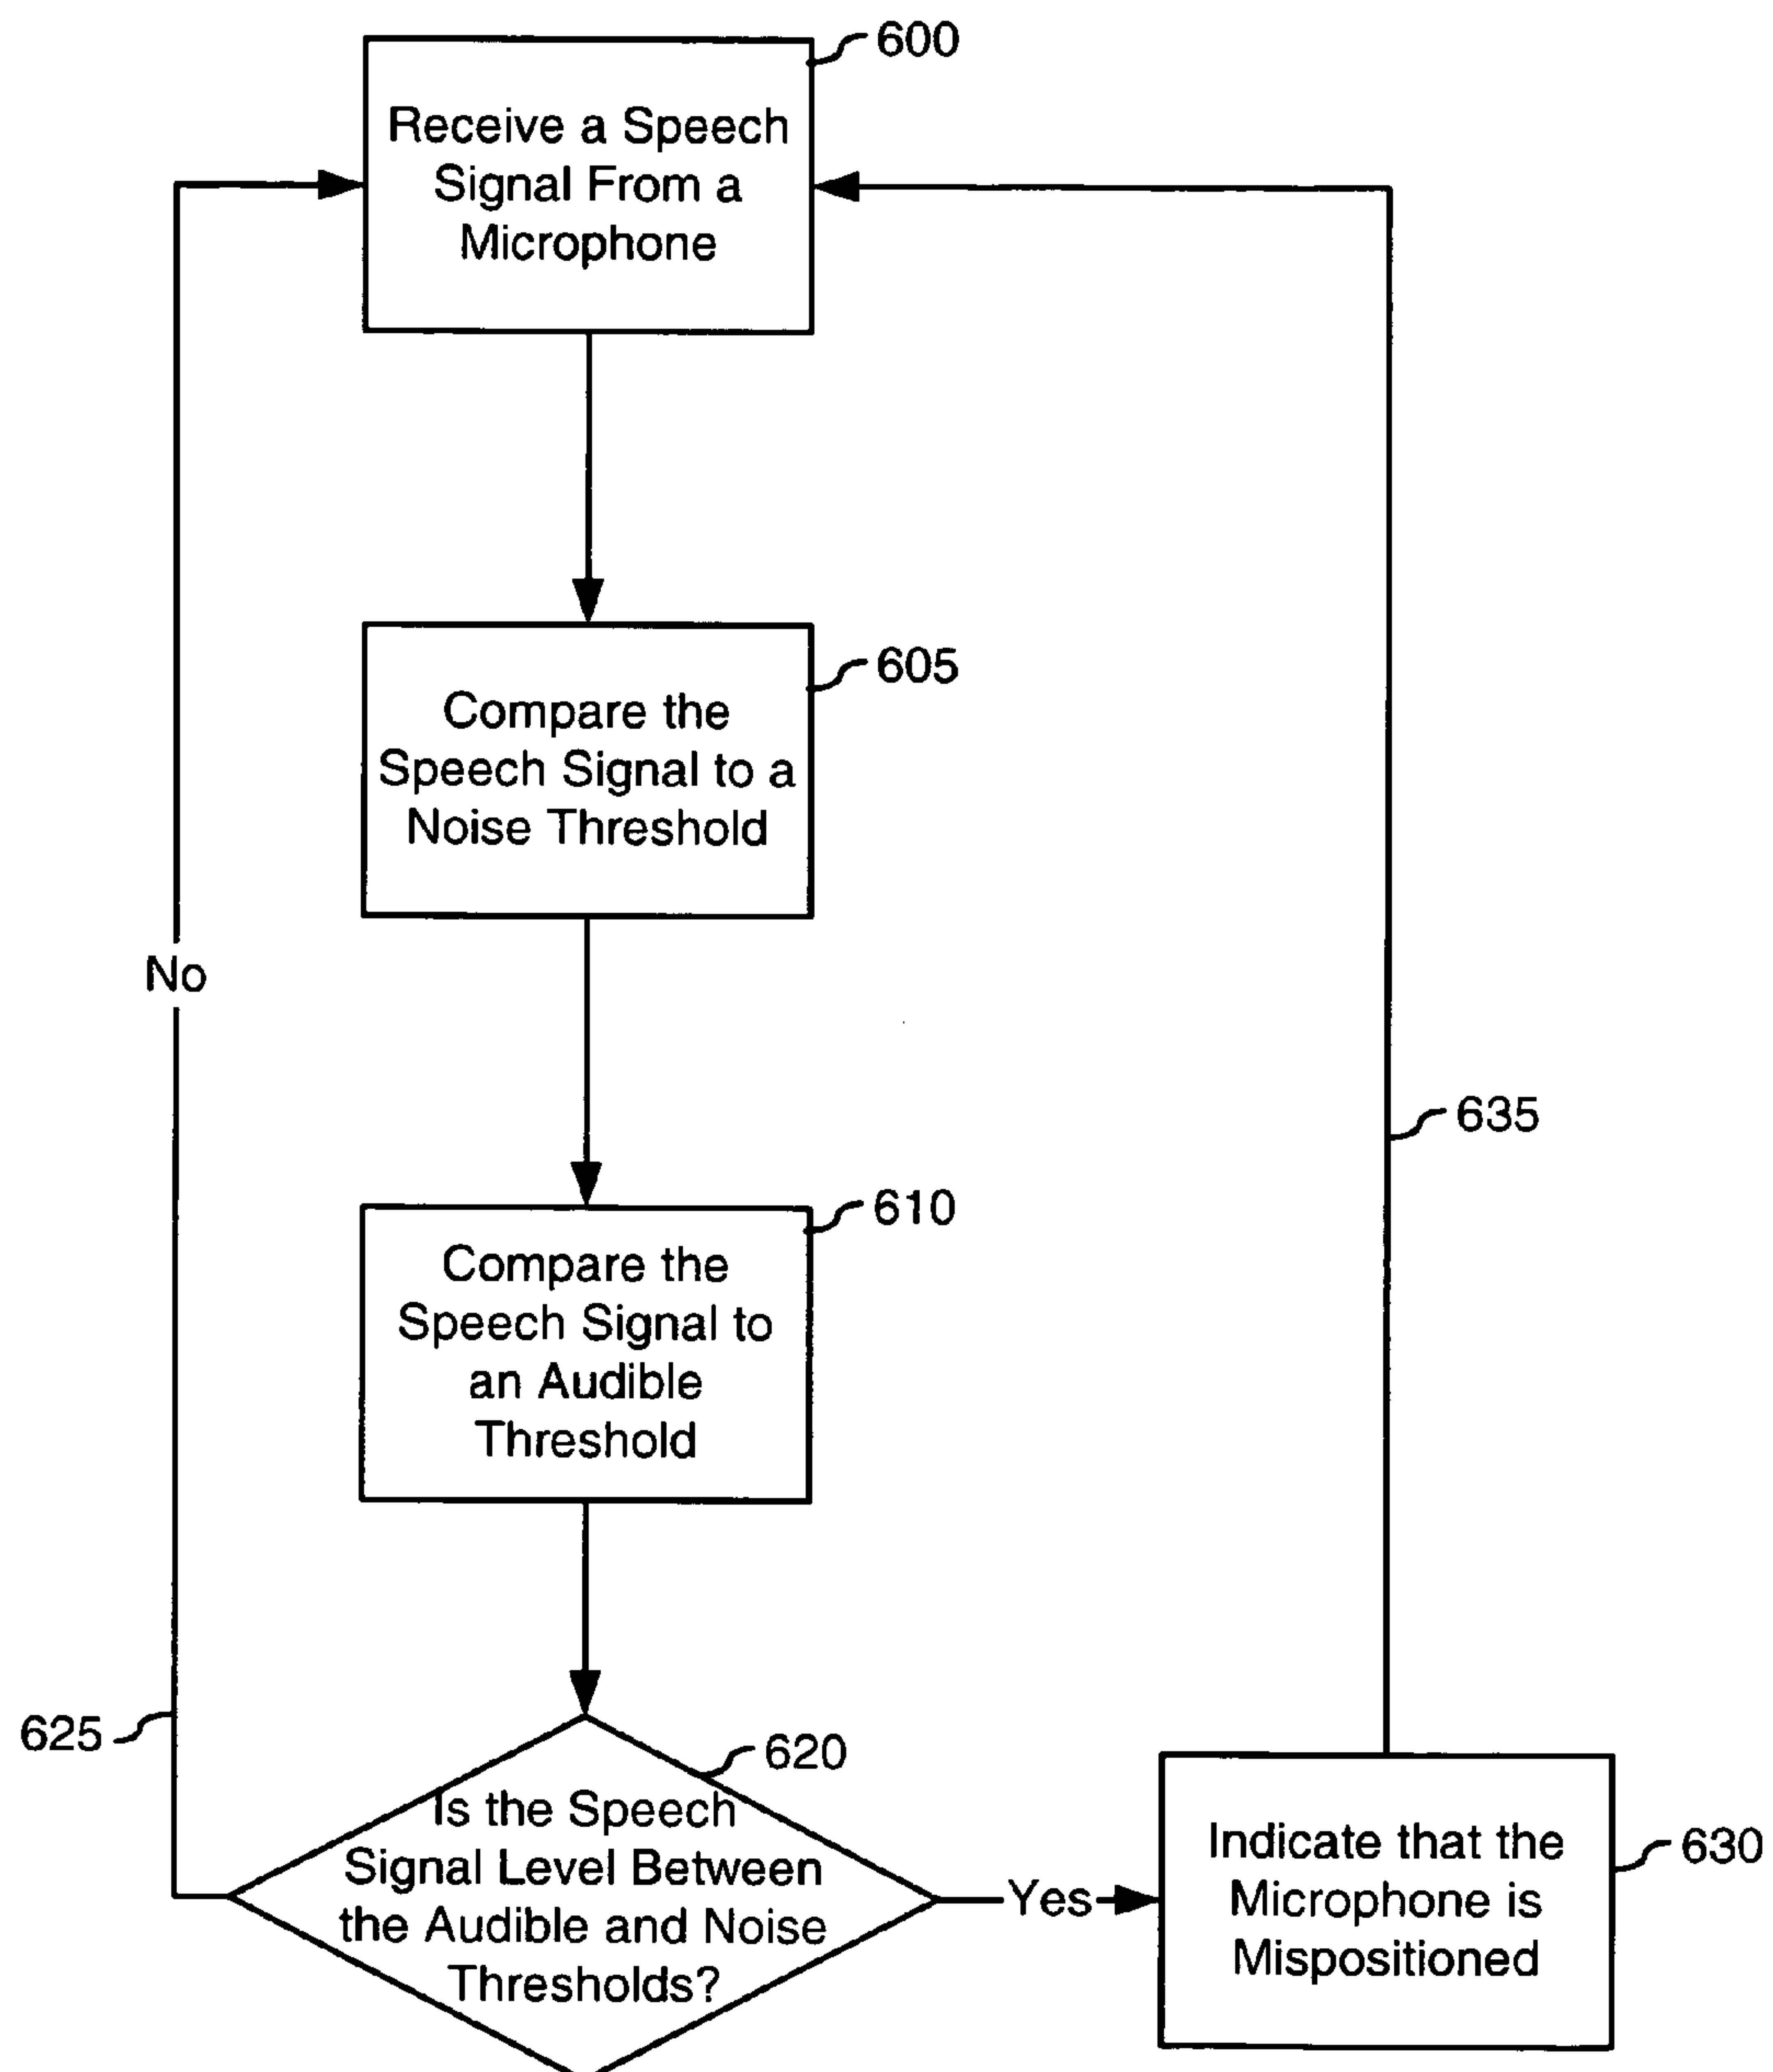 600
Receive a Speech
Signal From a
Microphone
605
Compare the
Speech Signal to a
Noise Threshold
No
610
Compare the
Speech Signal to
an Audible
Threshold
635
625
620
Is the Speech
Signal Level Between
the Audible and Noise
Thresholds?
Yes
630
Indicate that the
Microphone is
Mispositioned